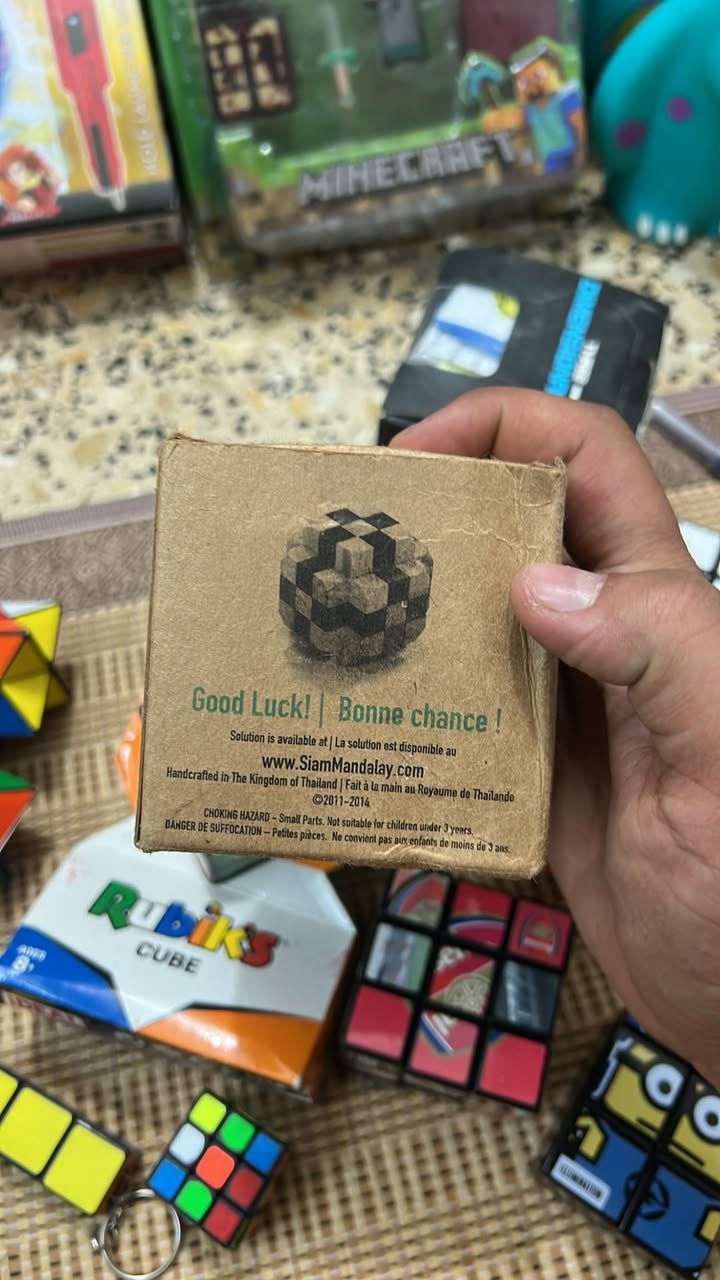 MINECRAFT
Good Luck! | Bonne chance !
Solution is available at | La solution est disponible au
www.SiamMandalay.com
Handcrafted in The Kingdom of Thailand | Fait à la main au Royaume de Thaïlande
©2011-2014
CHOKING HAZARD - Small Parts. Not suitable for children under 3 years.
DANGER DE SUFFOCATION – Petites pièces. Ne convient pas aux enfants de moins de 3 ans.
Rubik's
CUBE
AGES
8+
ILLUMINATION